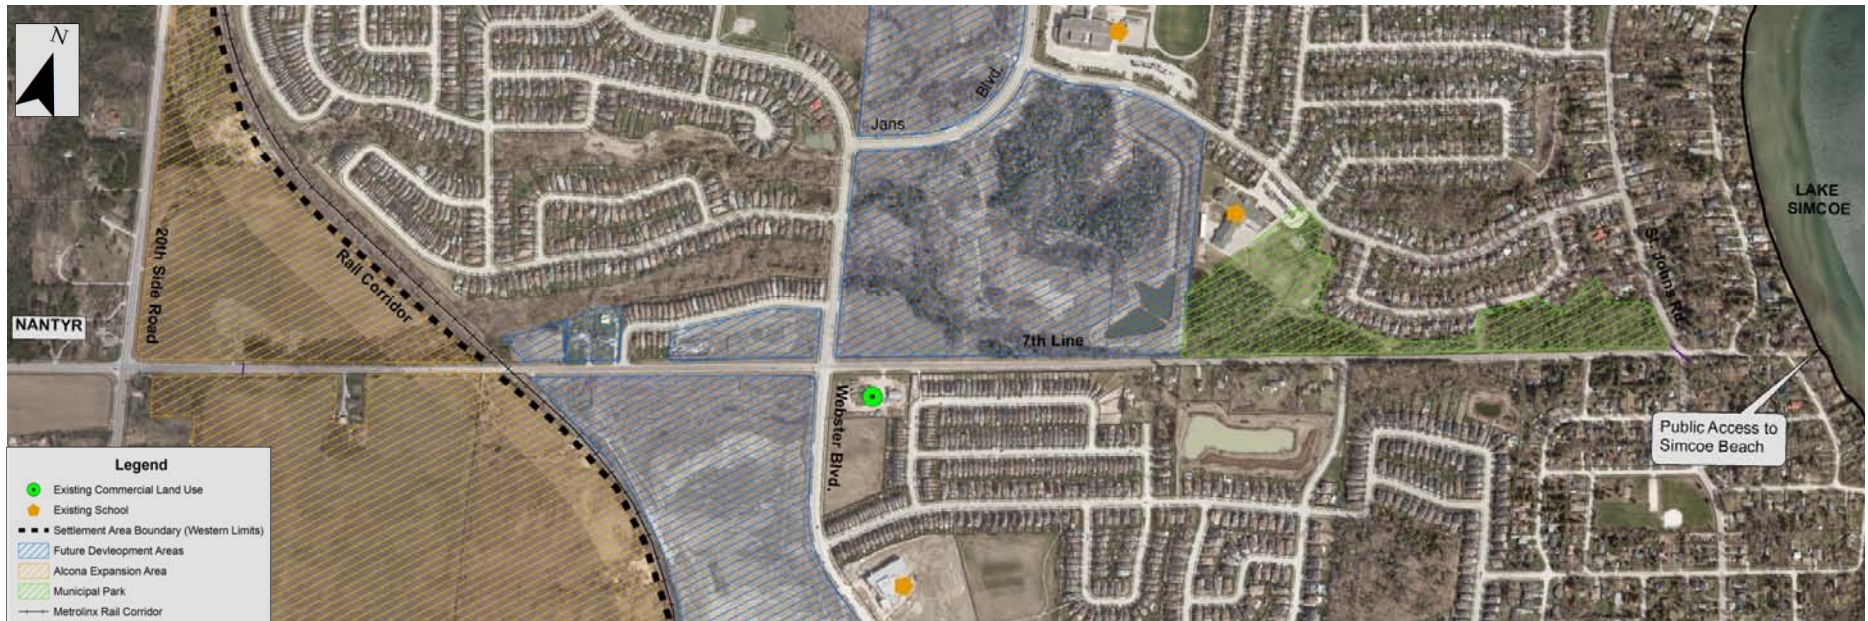 N
Blvd.
Jans
LAKE
SIMCOE
20th Side Road
Rail Corridor
St. Johns Rd.
NANTYR
7th Line
Webster Blvd.
Public Access to
Simcoe Beach
Legend
Existing Commercial Land Use
Existing School
Settlement Area Boundary (Western Limits)
Future Devleopment Areas
Alcona Expansion Area
Municipal Park
Metrolinx Rail Corridor